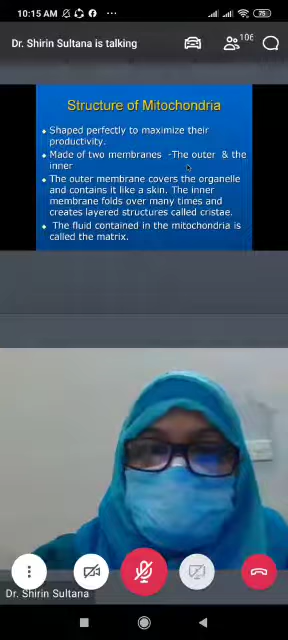 10:15 AM
75
Dr. Shirin Sultana is talking
106
Structure of Mitochondria
Shaped perfectly to maximize their
productivity.
Made of two membranes -The outer & the
inner
The outer membrane covers the organelle
and contains it like a skin. The inner
membrane folds over many times and
creates layered structures called cristae.
The fluid contained in the mitochondria is
called the matrix.
Dr. Shirin Sultana